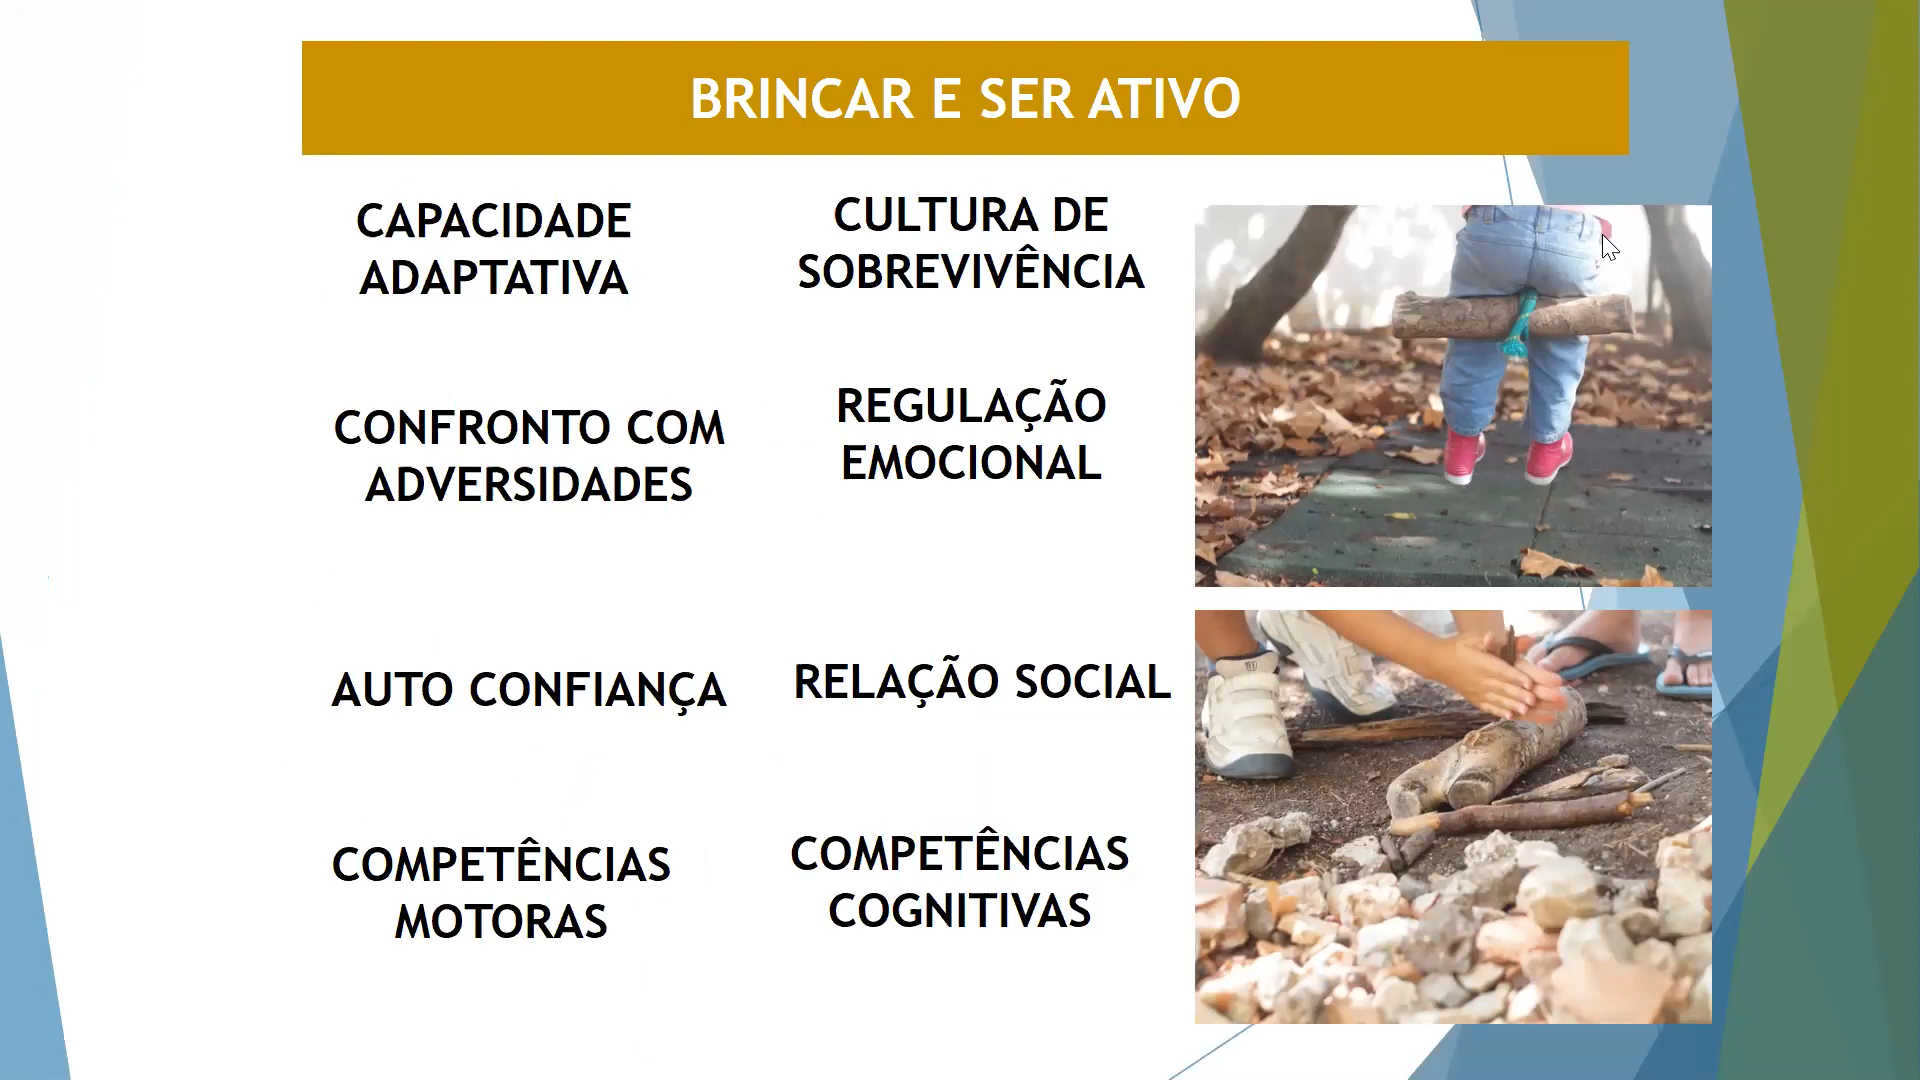 BRINCAR E SER ATIVO
CAPACIDADE
ADAPTATIVA
CULTURA DE
SOBREVIVÊNCIA
CONFRONTO COM
ADVERSIDADES
REGULAÇÃO
EMOCIONAL
AUTO CONFIANÇA
RELAÇÃO SOCIAL
COMPETÊNCIAS
MOTORAS
COMPETÊNCIAS
COGNITIVAS